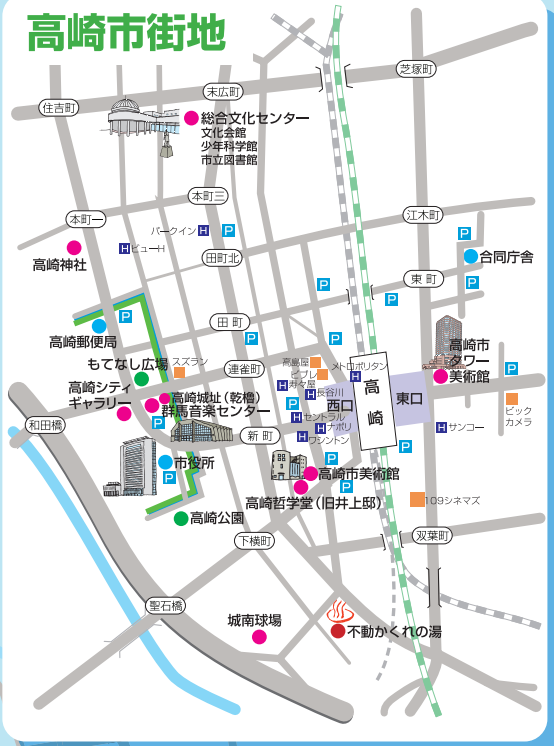 高崎市街地
芝塚町
末広町
住吉町
総合文化センター
文化会館
少年科学館
市立図書館
本町三
本町一
江木町
パークイン H P
H ビューH
高崎神社
田町北
P
合同庁舎
東町
P
P
P
P
高崎郵便局
田町
P
P
高崎市
タワー
美術館
もてなし広場
スズラン
連雀町
高島屋
ビブレ
メトロポリタン
H
P
高崎シティ
ギャラリー
高崎城址(乾櫓)
群馬音楽センター
H 寿々屋
H 長谷川
P
西口
高崎
東口
ビック
カメラ
和田橋
P
新町
H セントラル
H ナポリ
H ワシントン
H サンコー
P
市役所
P
P
P
高崎市美術館
高崎哲学堂(旧井上邸)
109シネマズ
高崎公園
下横町
双葉町
聖石橋
城南球場
不動かくれの湯